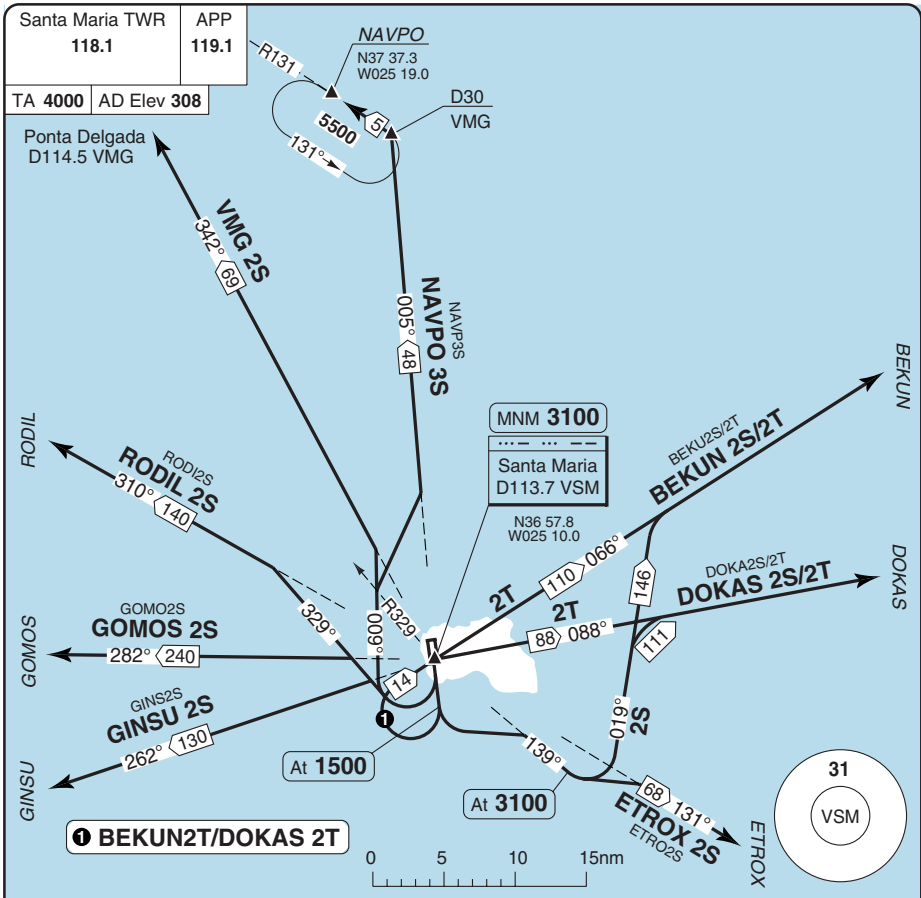 Santa Maria TWR
118.1
APP
119.1
TA 4000
AD Elev 308
R131
NAVPO
N37 37.3
W025 19.0
D30
VMG
5
5500
131°
Ponta Delgada
D114.5 VMG
VMG 2S
342°
69
NAVP3S
NAVPO 3S
005°
48
BEKUN
RODIL
RODI2S
RODIL 2S
310°
140
MNM 3100
Santa Maria
D113.7 VSM
N36 57.8
W025 10.0
BEKU2S/2T
BEKUN 2S/2T
2T
110
066°
DOKAS
DOKA2S/2T
DOKAS 2S/2T
2T
88
088°
146
111
R329
329°
009°
GOMOS
GOMO2S
GOMOS 2S
282°
240
14
GINSU
GINS2S
GINSU 2S
262°
130
1
At 1500
139°
019°
2S
At 3100
68
131°
ETROX 2S
ETRO2S
ETROX
31
VSM
1 BEKUN2T/DOKAS 2T
0 5 10 15nm